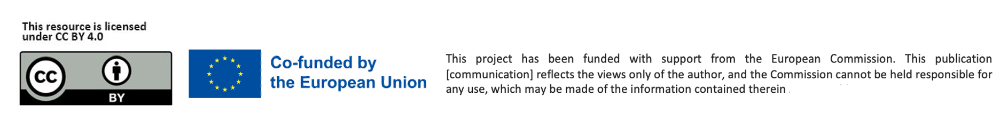 This resource is licensed
under CC BY 4.0
CC
BY
Co-funded by
the European Union
This project has been funded with support from the European Commission. This publication
[communication] reflects the views only of the author, and the Commission cannot be held responsible for
any use, which may be made of the information contained therein .